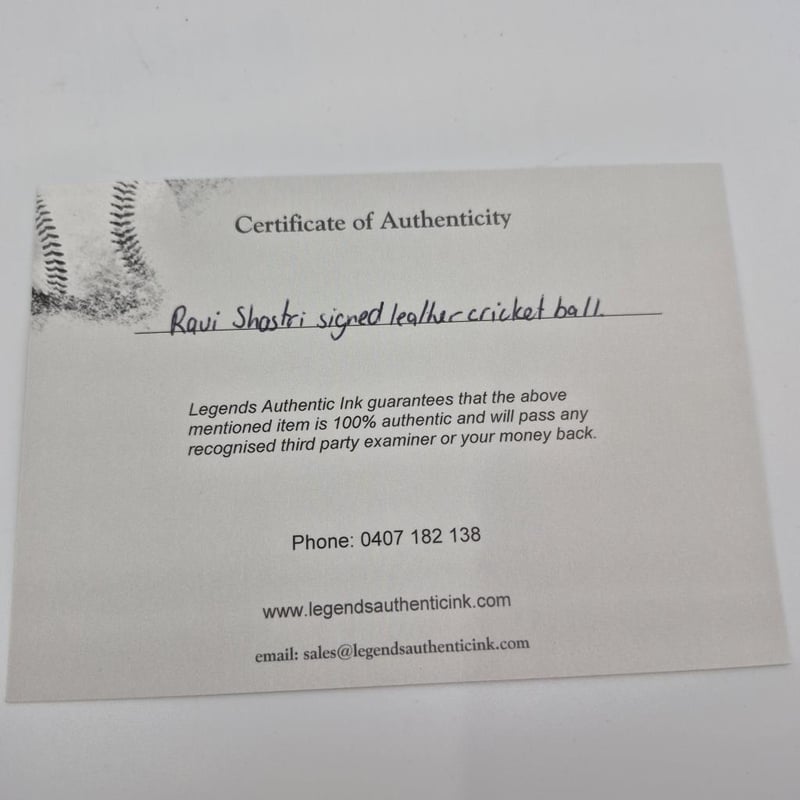 Certificate of Authenticity
Ravi Shastri signed leather cricket ball.
Legends Authentic Ink guarantees that the above
mentioned item is 100% authentic and will pass any
recognised third party examiner or your money back.
Phone: 0407 182 138
www.legendsauthenticink.com
email: sales@legendsauthenticink.com